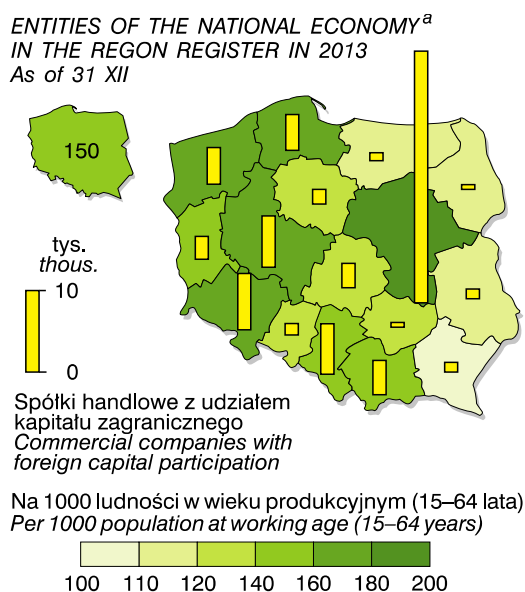 ENTITIES OF THE NATIONAL ECONOMYᵃ
IN THE REGON REGISTER IN 2013
As of 31 XII
150
tys.
thous.
10
0
Spółki handlowe z udziałem
kapitału zagranicznego
Commercial companies with
foreign capital participation
Na 1000 ludności w wieku produkcyjnym (15–64 lata)
Per 1000 population at working age (15–64 years)
100 110 120 140 160 180 200